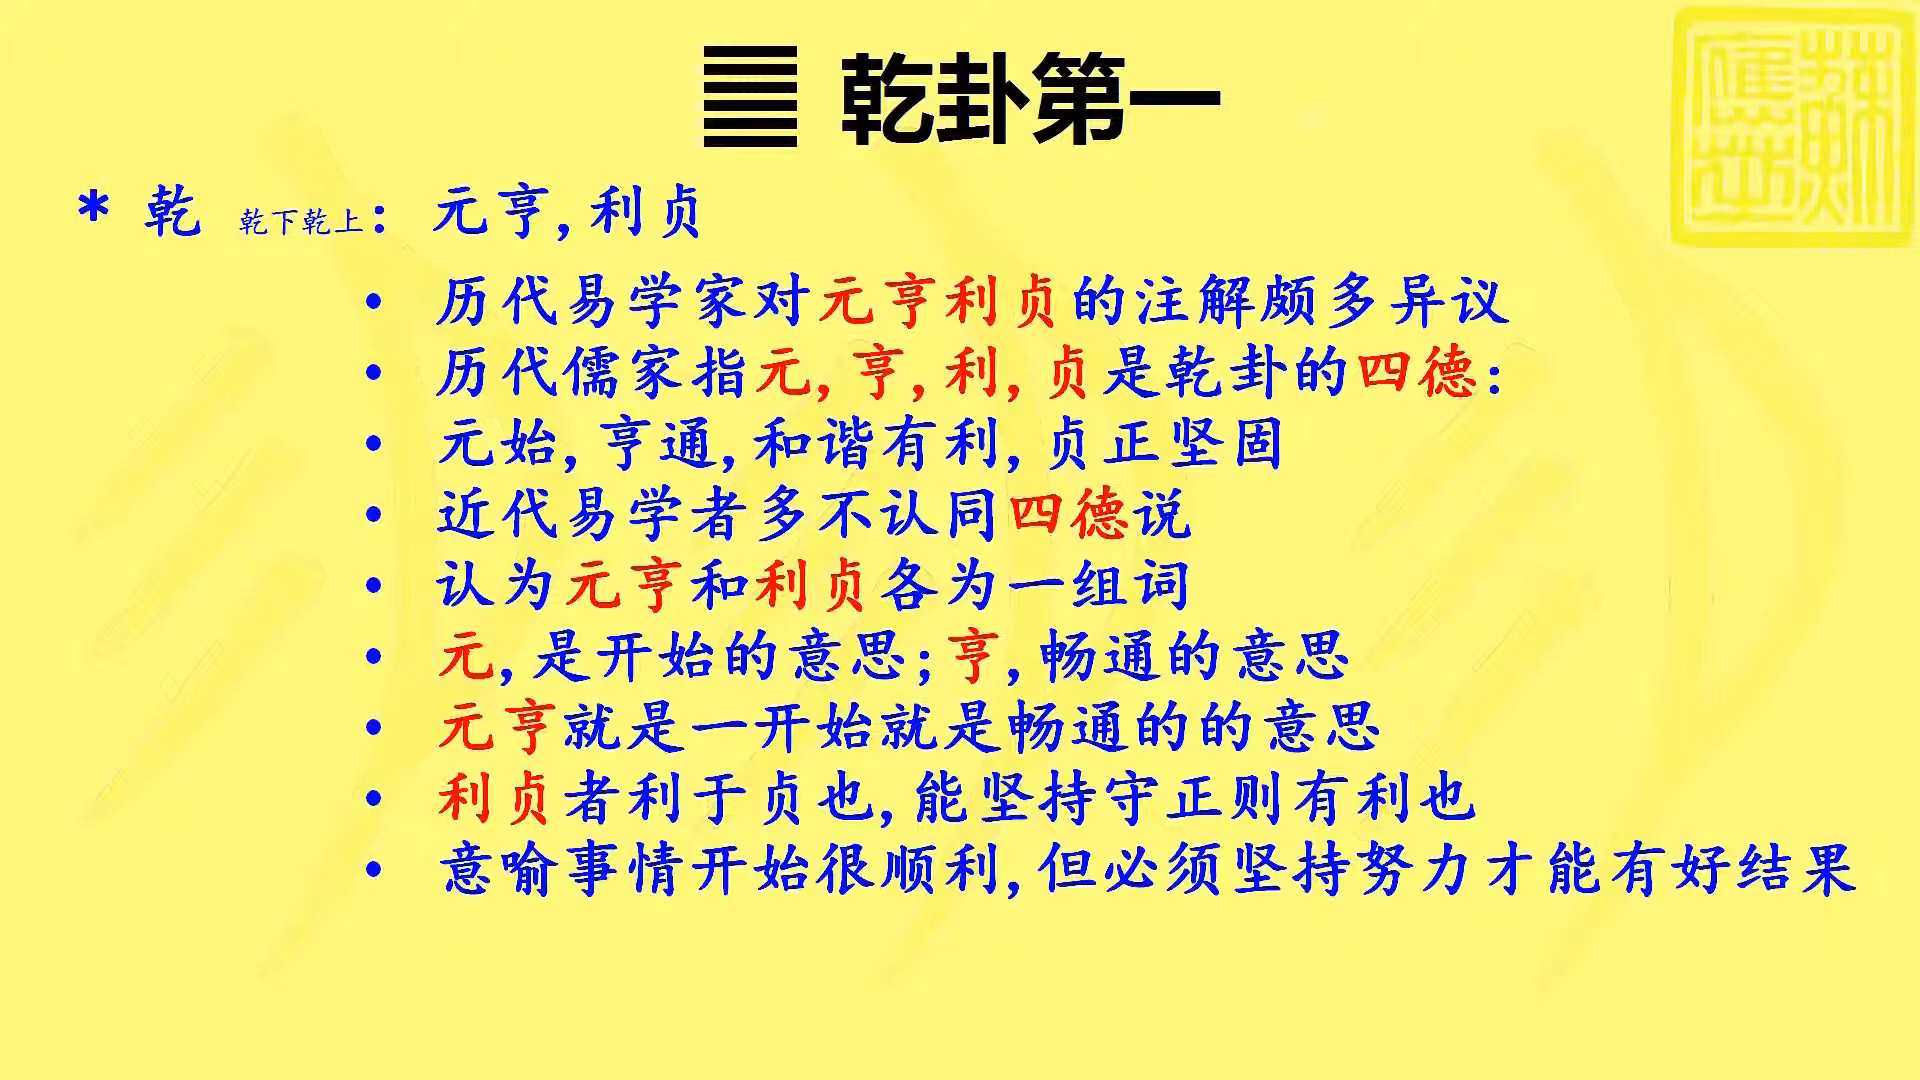 ䷀ 乾卦第一
* 乾 乾下乾上: 元亨,利贞
• 历代易学家对元亨利贞的注解颇多异议
• 历代儒家指元,亨,利,贞是乾卦的四德:
• 元始,亨通,和谐有利,贞正坚固
• 近代易学者多不认同四德说
• 认为元亨和利贞各为一组词
• 元,是开始的意思;亨,畅通的意思
• 元亨就是一开始就是畅通的的意思
• 利贞者利于贞也,能坚持守正则有利也
• 意喻事情开始很顺利,但必须坚持努力才能有好结果